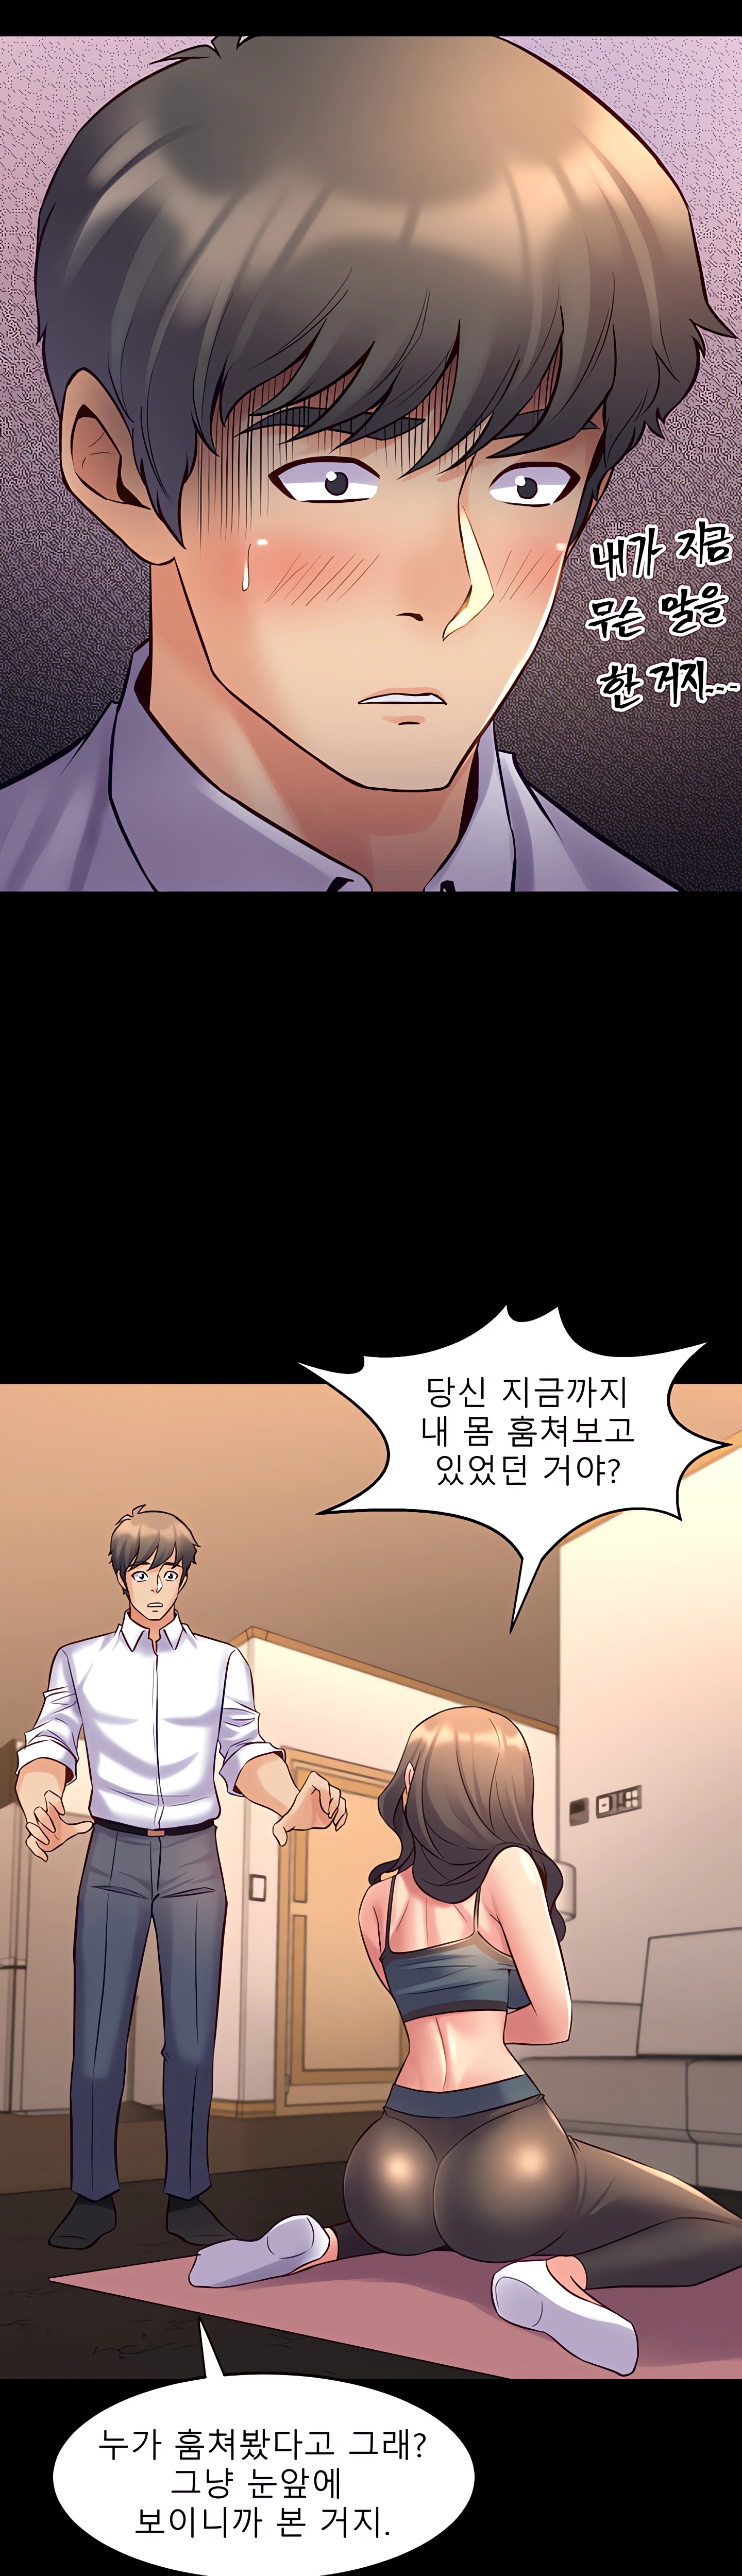 내가 지금
무슨 말을
한 거지...
당신 지금까지
내 몸 훔쳐보고
있었던 거야?
누가 훔쳐봤다고 그래?
그냥 눈앞에
보이니까 본 거지.